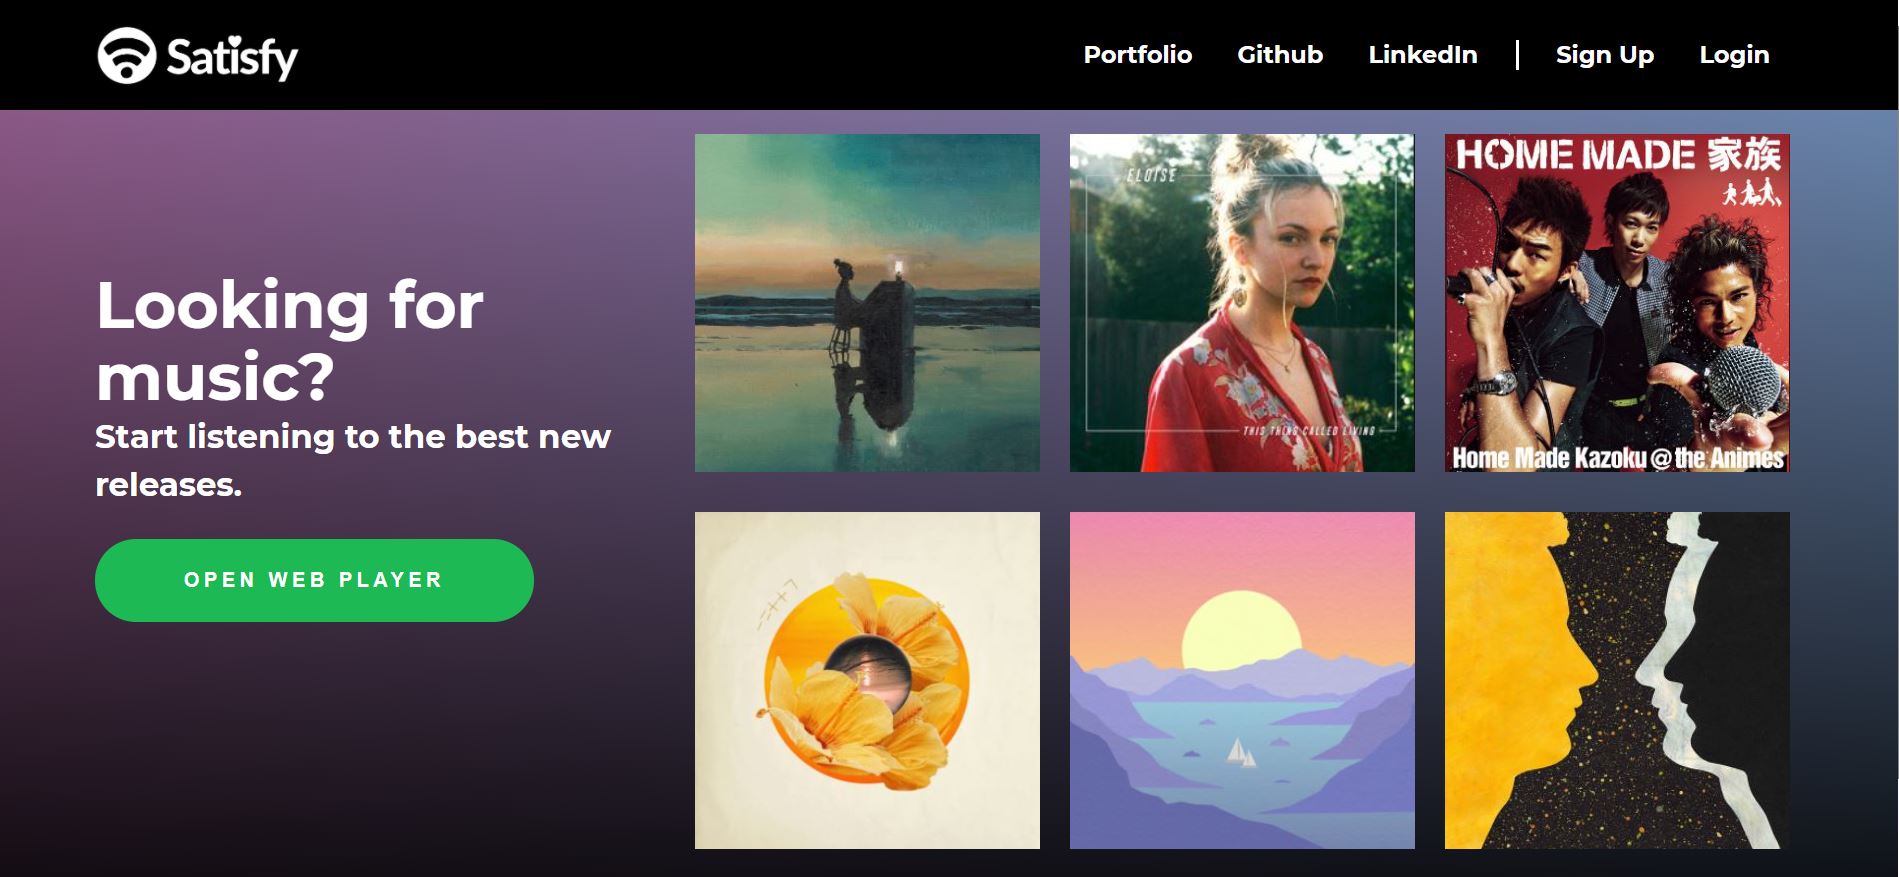 Satisfy
Portfolio Github LinkedIn Sign Up Login
Looking for
music?
Start listening to the best new
releases.
OPEN WEB PLAYER
ELOISE
THIS THING CALLED LIVING
HOME MADE 家族
Home Made Kazoku@the Animes